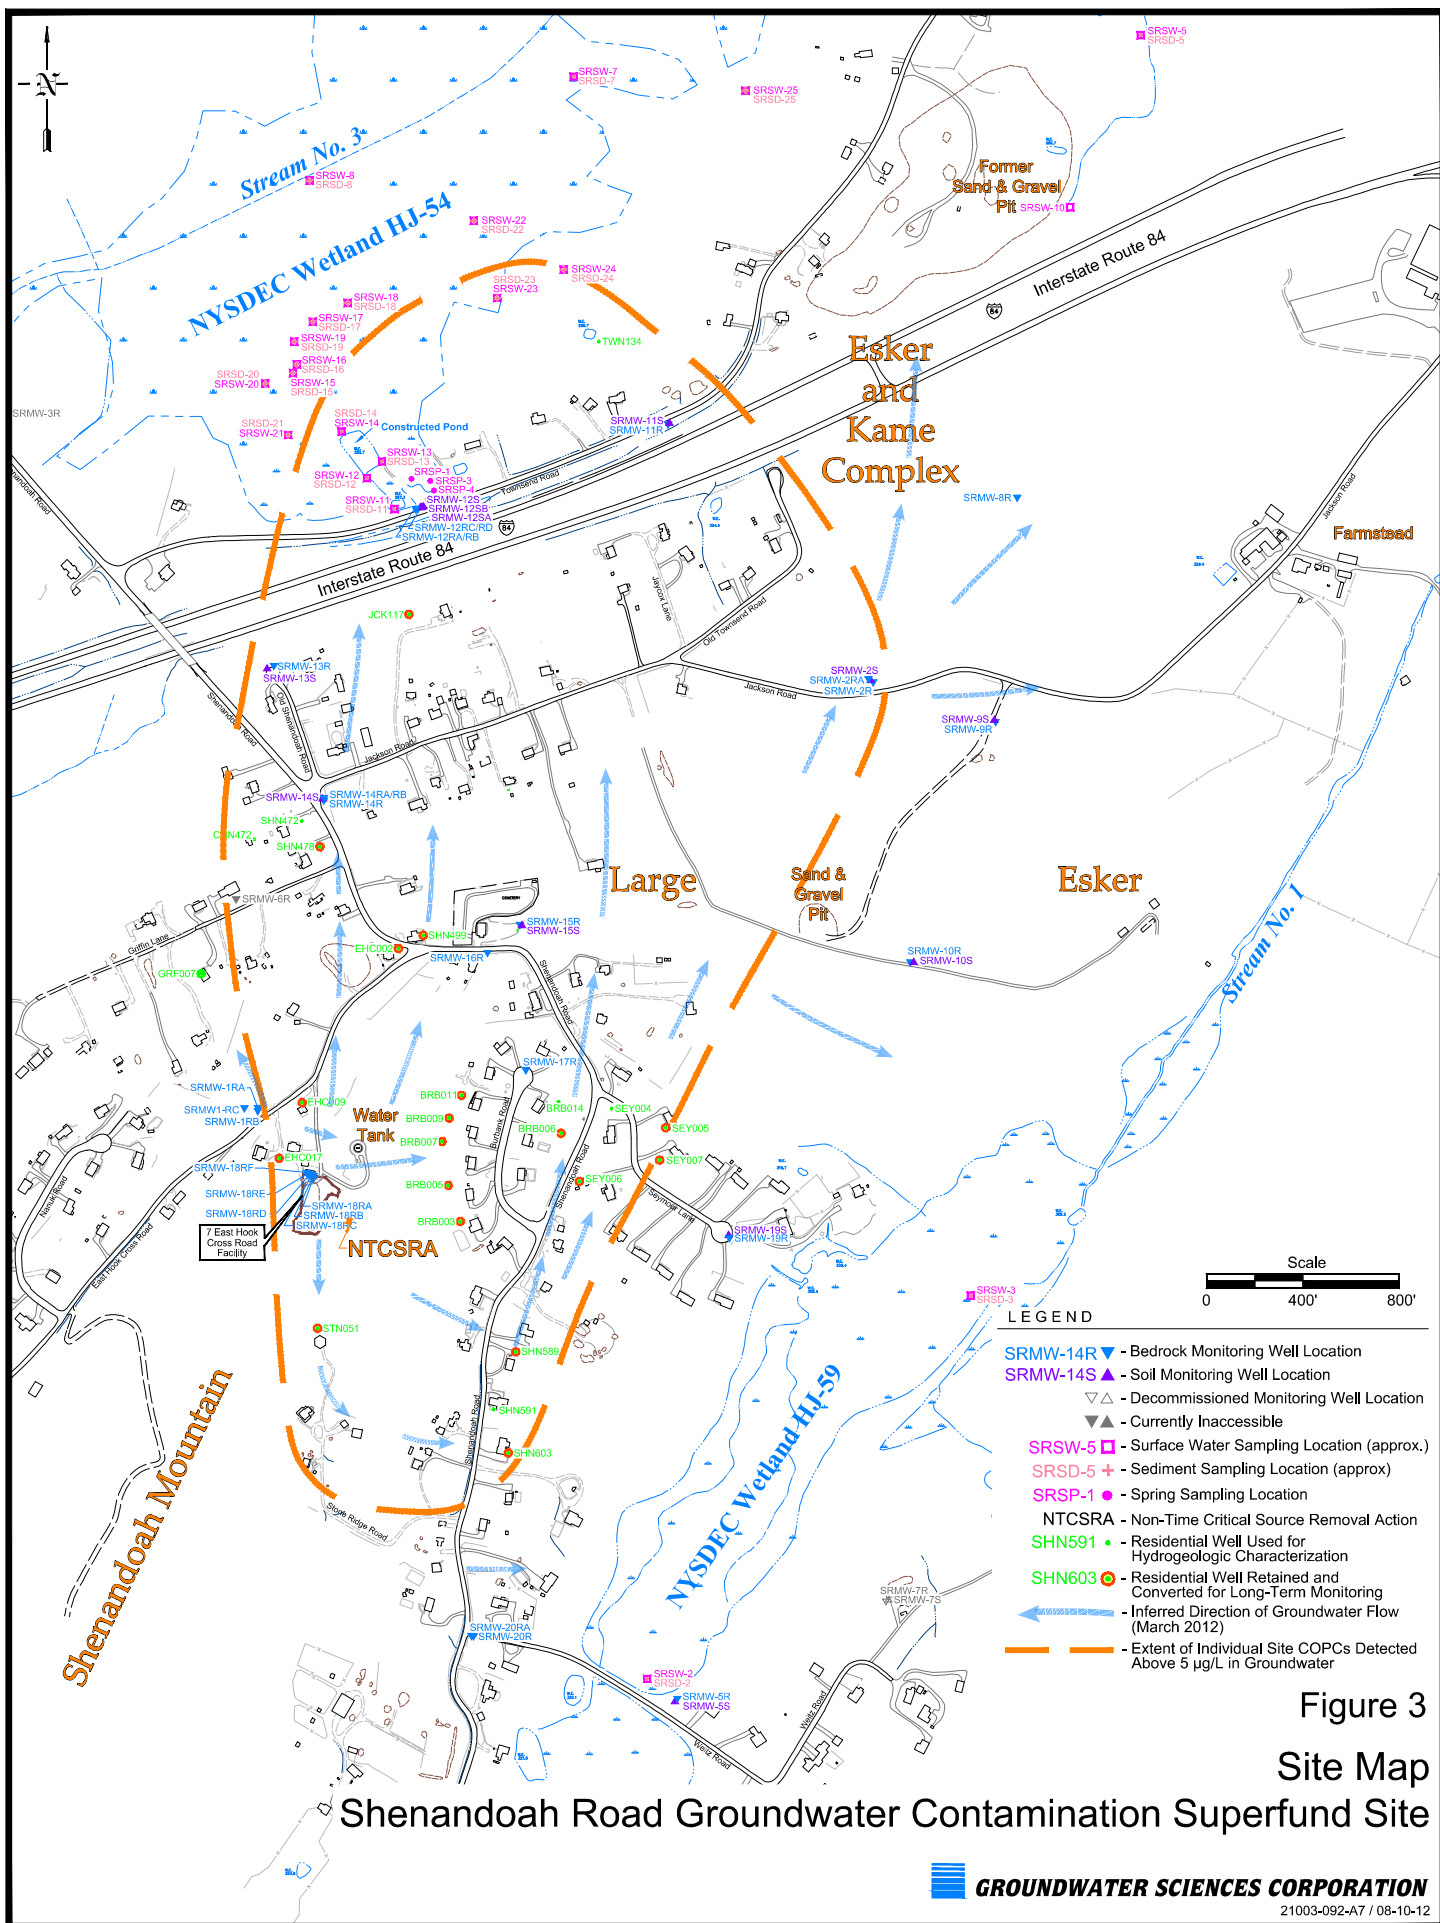 N
SRSW-5
SRSD-5
SRSW-7
SRSD-7
SRSW-25
SRSD-25
Stream No. 3
SRSW-8
SRSD-8
Former
Sand & Gravel
Pit
SRSW-10
NYSDEC Wetland HJ-54
SRSW-22
SRSD-22
Interstate Route 84
84
SRSW-24
SRSD-24
SRSD-23
SRSW-23
SRSW-18
SRSD-18
SRSW-17
SRSD-17
SRSW-19
SRSD-19
SRSW-16
SRSD-16
SRSD-20
SRSW-20
SRSW-15
SRSD-15
TWN134
Esker
and
Kame
Complex
SRMW-3R
SRSD-14
SRSW-14
SRSD-21
SRSW-21
Constructed Pond
SRMW-11S
SRMW-11R
SRSW-13
SRSD-13
SRSW-12
SRSD-12
SRSP-1
SRSP-3
SRSP-4
SRSW-11
SRSD-11
SRMW-12S
SRMW-12SB
SRMW-12SA
SRMW-12RC/RD
SRMW-12RA/RB
Townsend Road
84
Interstate Route 84
SRMW-8R
Jackson Road
Farmstead
JCK117
Jaycox Lane
Old Townsend Road
SRMW-13R
SRMW-13S
Shenandoah Road
Old Shenandoah Road
Jackson Road
Jackson Road
SRMW-2S
SRMW-2RA
SRMW-2R
SRMW-9S
SRMW-9R
SRMW-14S
SRMW-14RA/RB
SRMW-14R
SHN472
SHN478
SRMW-6R
Large
Sand &
Gravel
Pit
Esker
CEMETERY
SRMW-15R
SRMW-15S
SHN499
EHC002
SRMW-16R
Griffin Lane
GRF007
SRMW-10R
SRMW-10S
Shenandoah Road
Stream No. 1
SRMW-17R
SRMW-1RA
SRMW1-RC
SRMW-1RB
EHC009
Water
Tank
BRB011
BRB009
BRB007
BRB005
BRB003
Burbank Road
BRB014
BRB006
SEY004
SEY005
SEY007
SEY006
Shenandoah Road
Seymour Lane
EHC017
SRMW-18RF
SRMW-18RE
SRMW-18RD
SRMW-18RA
SRMW-18RB
SRMW-18RC
7 East Hook
Cross Road
Facility
NTCSRA
Nanuk Road
East Hook Cross Road
SRMW-19S
SRMW-19R
STN051
SHN589
SRSW-3
SRSD-3
SHN591
SHN603
Shenandoah Road
Stone Ridge Road
Shenandoah Mountain
NYSDEC Wetland HJ-59
SRMW-7R
SRMW-7S
SRMW-20RA
SRMW-20R
SRSW-2
SRSD-2
SRMW-5R
SRMW-5S
Weitz Road
Weitz Road
Scale
0 400' 800'
LEGEND
SRMW-14R - Bedrock Monitoring Well Location
SRMW-14S - Soil Monitoring Well Location
- Decommissioned Monitoring Well Location
- Currently Inaccessible
SRSW-5 - Surface Water Sampling Location (approx.)
SRSD-5 - Sediment Sampling Location (approx)
SRSP-1 - Spring Sampling Location
NTCSRA - Non-Time Critical Source Removal Action
SHN591 - Residential Well Used for
Hydrogeologic Characterization
SHN603 - Residential Well Retained and
Converted for Long-Term Monitoring
- Inferred Direction of Groundwater Flow
(March 2012)
- Extent of Individual Site COPCs Detected
Above 5 µg/L in Groundwater
Figure 3
Site Map
Shenandoah Road Groundwater Contamination Superfund Site
GROUNDWATER SCIENCES CORPORATION
21003-092-A7 / 08-10-12